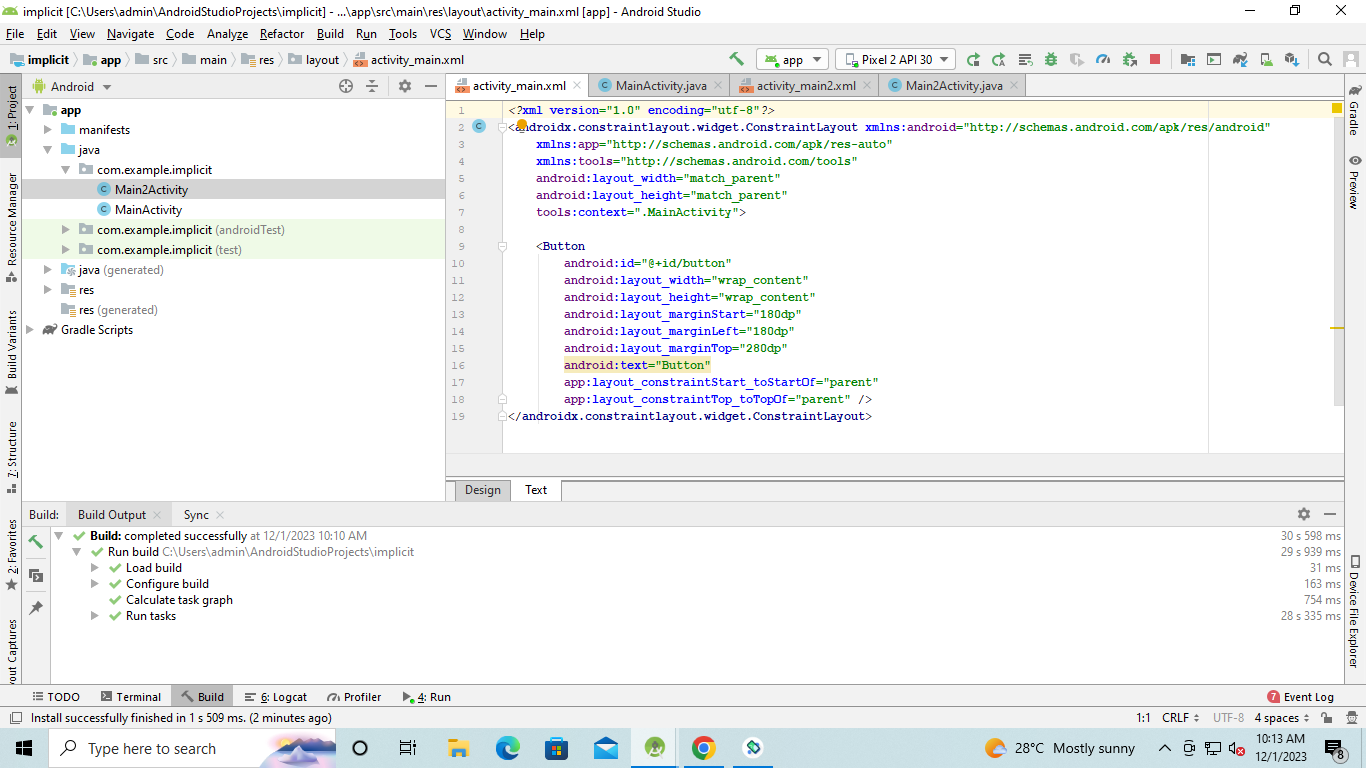 implicit [C:\Users\admin\AndroidStudioProjects\implicit] - ...\app\src\main\res\layout\activity_main.xml [app] - Android Studio
File Edit View Navigate Code Analyze Refactor Build Run Tools VCS Window Help
implicit app src main res layout activity_main.xml app Pixel 2 API 30
1: Project
Resource Manager
Build Variants
7: Structure
2: Favorites
yout Captures
Android
app
manifests
java
com.example.implicit
Main2Activity
MainActivity
com.example.implicit (androidTest)
com.example.implicit (test)
java (generated)
res
res (generated)
Gradle Scripts
activity_main.xml MainActivity.java activity_main2.xml Main2Activity.java
1 <?xml version="1.0" encoding="utf-8"?>
2 <androidx.constraintlayout.widget.ConstraintLayout xmlns:android="http://schemas.android.com/apk/res/android"
3 xmlns:app="http://schemas.android.com/apk/res-auto"
4 xmlns:tools="http://schemas.android.com/tools"
5 android:layout_width="match_parent"
6 android:layout_height="match_parent"
7 tools:context=".MainActivity">
8
9 <Button
10 android:id="@+id/button"
11 android:layout_width="wrap_content"
12 android:layout_height="wrap_content"
13 android:layout_marginStart="180dp"
14 android:layout_marginLeft="180dp"
15 android:layout_marginTop="280dp"
16 android:text="Button"
17 app:layout_constraintStart_toStartOf="parent"
18 app:layout_constraintTop_toTopOf="parent" />
19 </androidx.constraintlayout.widget.ConstraintLayout>
Design Text
Gradle
Preview
Device File Explorer
Build: Build Output Sync
Build: completed successfully at 12/1/2023 10:10 AM 30 s 598 ms
Run build C:\Users\admin\AndroidStudioProjects\implicit 29 s 939 ms
Load build 31 ms
Configure build 163 ms
Calculate task graph 754 ms
Run tasks 28 s 335 ms
TODO Terminal Build 6: Logcat Profiler 4: Run 7 Event Log
Install successfully finished in 1 s 509 ms. (2 minutes ago) 1:1 CRLF UTF-8 4 spaces
Type here to search 28°C Mostly sunny 10:13 AM
12/1/2023 8